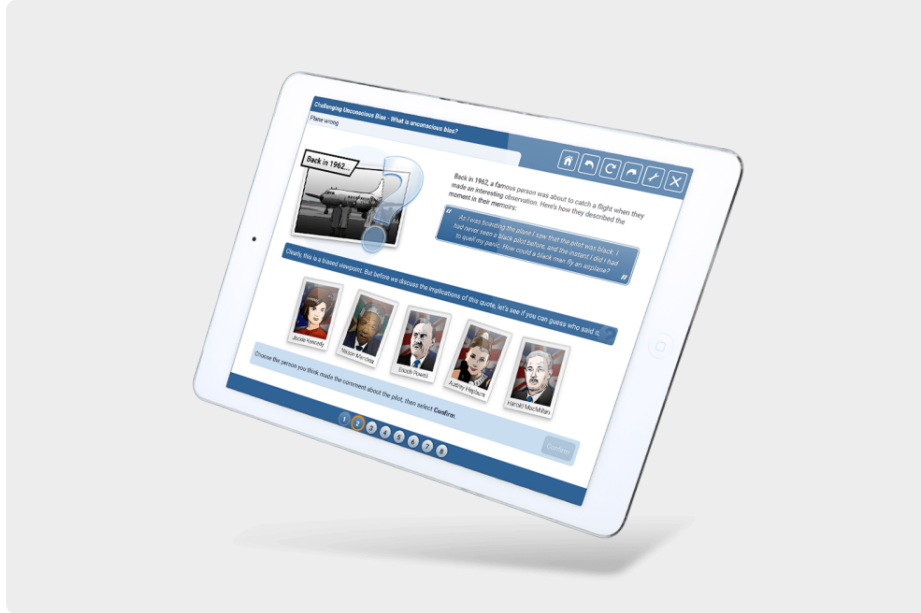 Challenging Unconscious Bias - What is unconscious bias?
Plane wrong
Back in 1962...
Back in 1962, a famous person was about to catch a flight when they
made an interesting observation. Here's how they described the
moment in their memoirs:
" As I was boarding the plane I saw that the pilot was black. I
had never seen a black pilot before, and the instant I did I had
to quell my panic. How could a black man fly an airplane? "
Clearly, this is a biased viewpoint. But before we discuss the implications of this quote, let's see if you can guess who said it.
Jackie Kennedy
Nelson Mandela
Enoch Powell
Audrey Hepburn
Harold MacMillan
Choose the person you think made the comment about the pilot, then select Confirm.
Confirm
1 2 3 4 5 6 7 8